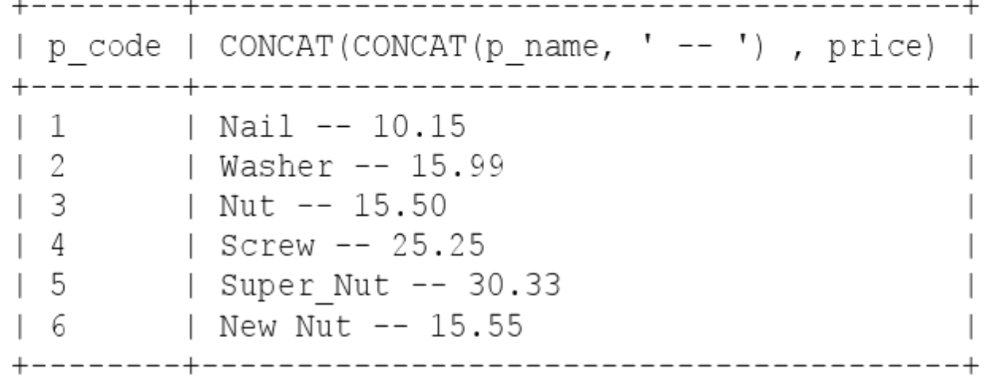 +--------+-----------------------------------------+
| p_code | CONCAT(CONCAT(p_name, ' -- ') , price) |
+--------+-----------------------------------------+
| 1 | Nail -- 10.15 |
| 2 | Washer -- 15.99 |
| 3 | Nut -- 15.50 |
| 4 | Screw -- 25.25 |
| 5 | Super_Nut -- 30.33 |
| 6 | New Nut -- 15.55 |
+--------+-----------------------------------------+